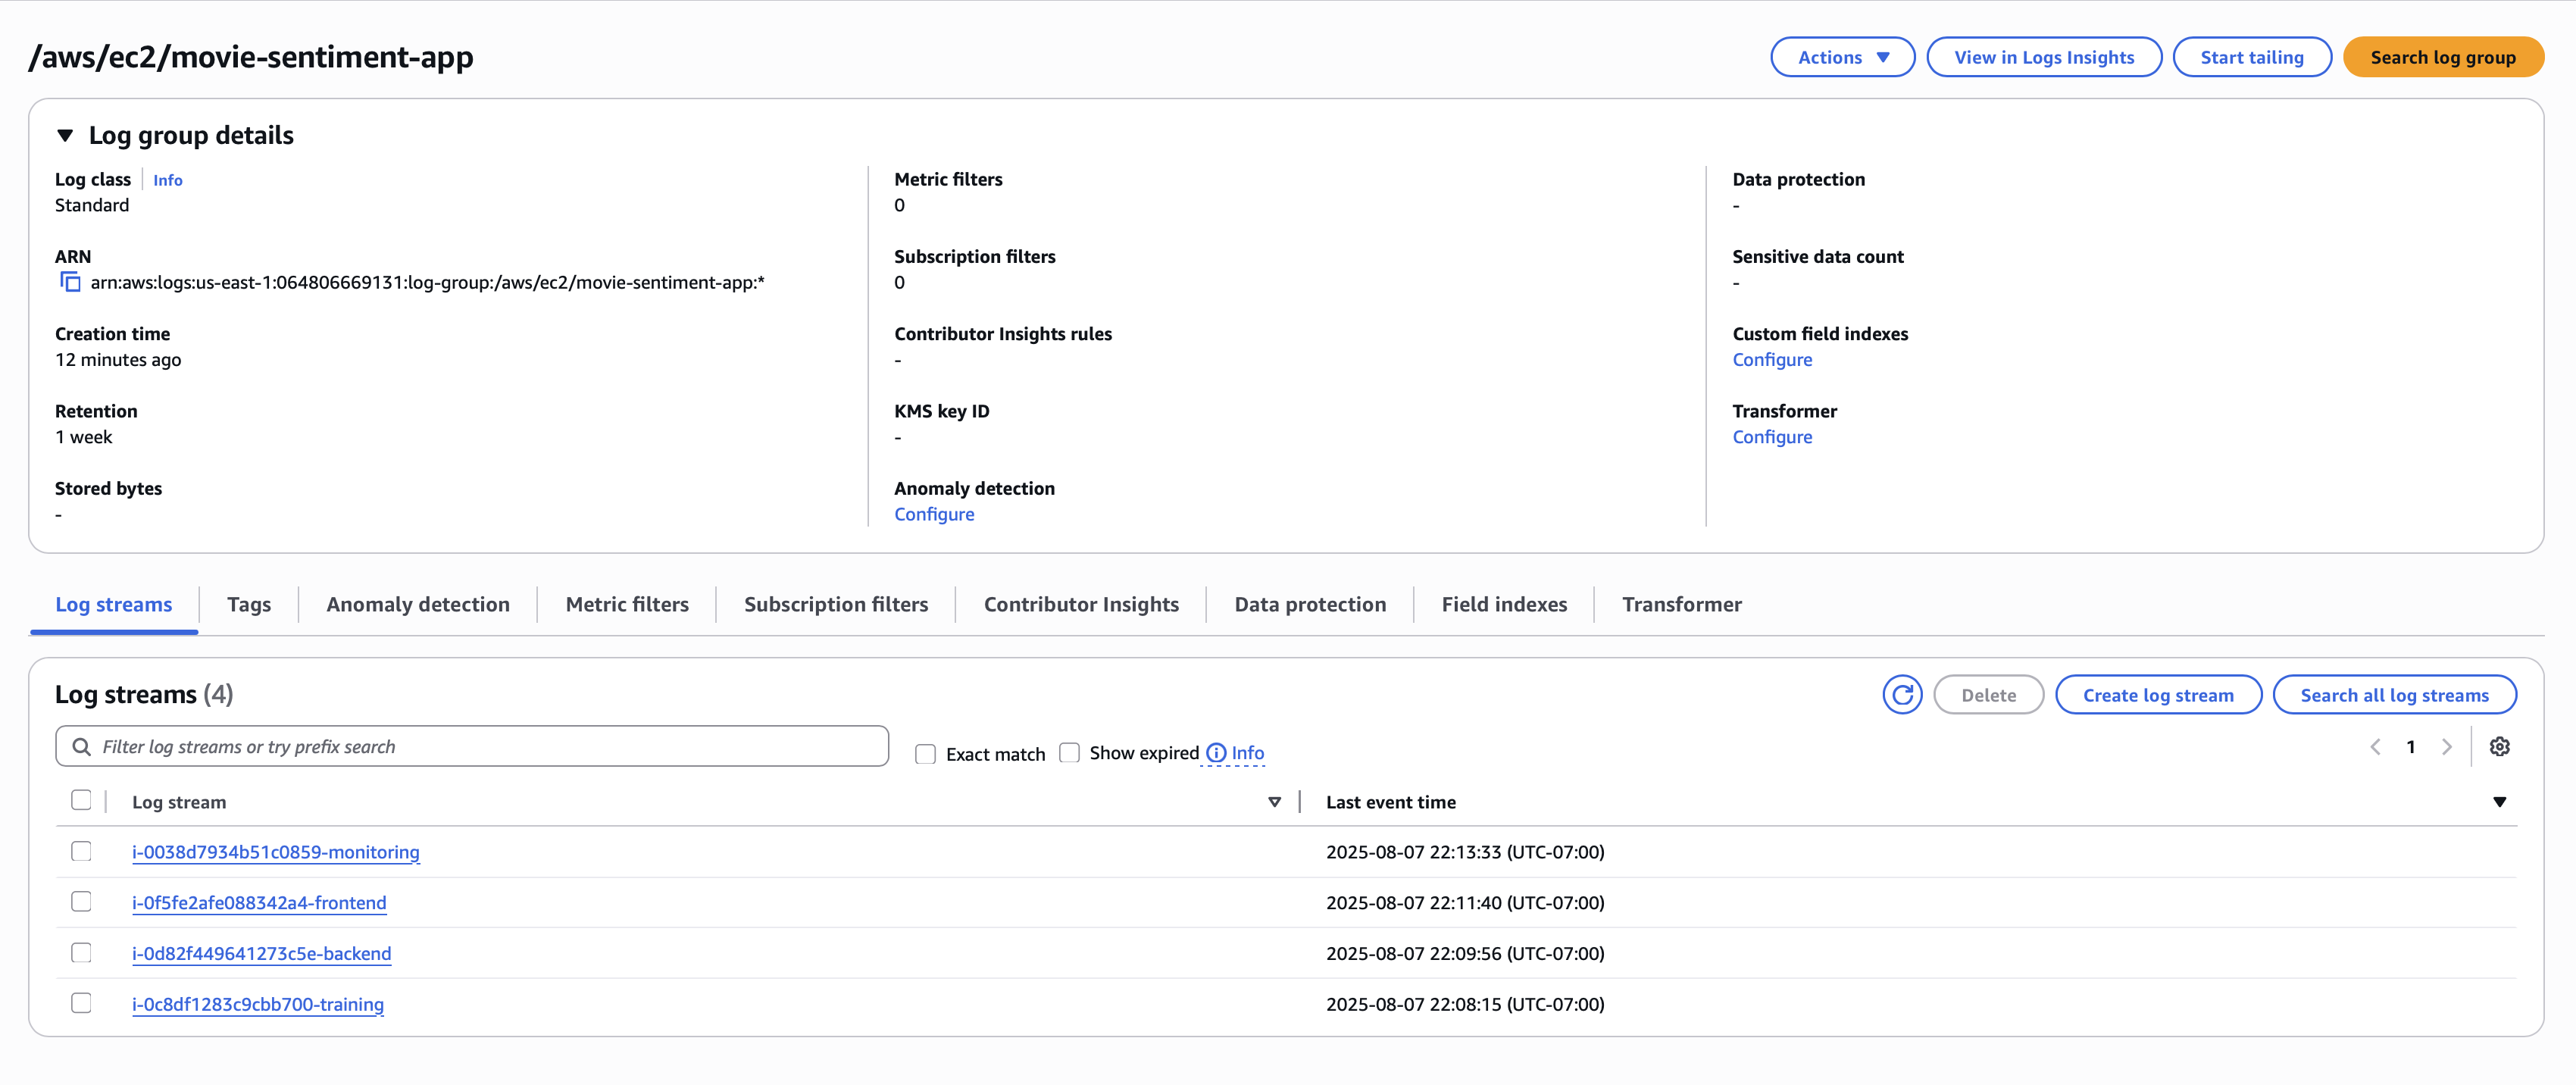 /aws/ec2/movie-sentiment-app
Actions View in Logs Insights Start tailing Search log group
Log group details
Log class Info
Standard
ARN
arn:aws:logs:us-east-1:064806669131:log-group:/aws/ec2/movie-sentiment-app:*
Creation time
12 minutes ago
Retention
1 week
Stored bytes
-
Metric filters
0
Subscription filters
0
Contributor Insights rules
-
KMS key ID
-
Anomaly detection
Configure
Data protection
-
Sensitive data count
-
Custom field indexes
Configure
Transformer
Configure
Log streams Tags Anomaly detection Metric filters Subscription filters Contributor Insights Data protection Field indexes Transformer
Log streams (4)
Delete Create log stream Search all log streams
Filter log streams or try prefix search Exact match Show expired Info 1
Log stream Last event time
i-0038d7934b51c0859-monitoring 2025-08-07 22:13:33 (UTC-07:00)
i-0f5fe2afe088342a4-frontend 2025-08-07 22:11:40 (UTC-07:00)
i-0d82f449641273c5e-backend 2025-08-07 22:09:56 (UTC-07:00)
i-0c8df1283c9cbb700-training 2025-08-07 22:08:15 (UTC-07:00)